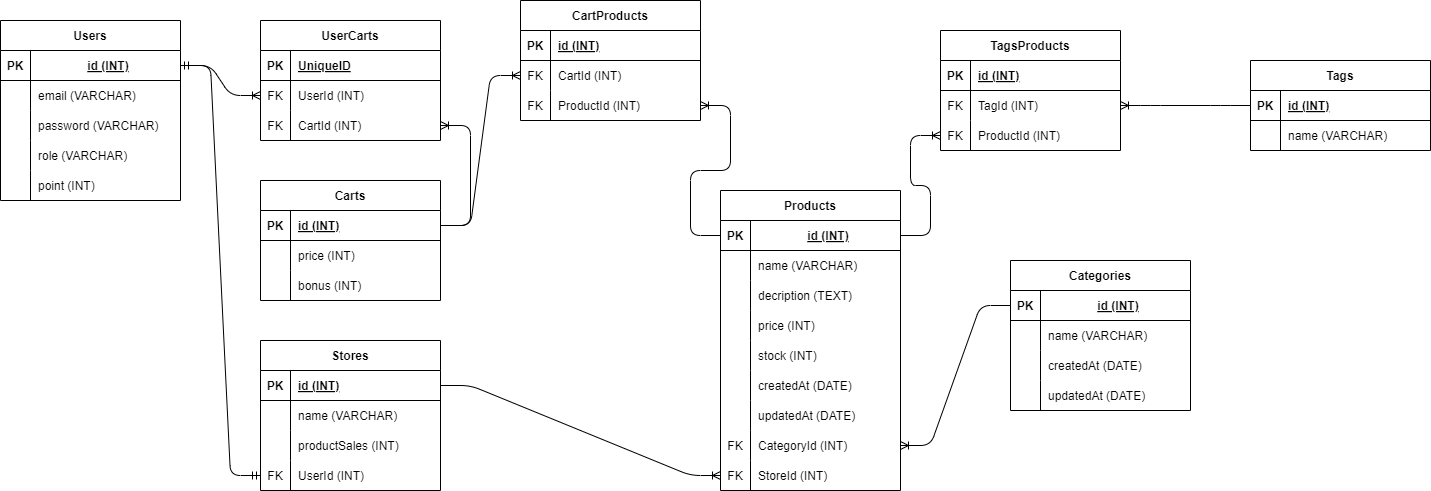 Users
PK id (INT)
email (VARCHAR)
password (VARCHAR)
role (VARCHAR)
point (INT)
UserCarts
PK UniqueID
FK UserId (INT)
FK CartId (INT)
Carts
PK id (INT)
price (INT)
bonus (INT)
Stores
PK id (INT)
name (VARCHAR)
productSales (INT)
FK UserId (INT)
CartProducts
PK id (INT)
FK CartId (INT)
FK ProductId (INT)
Products
PK id (INT)
name (VARCHAR)
decription (TEXT)
price (INT)
stock (INT)
createdAt (DATE)
updatedAt (DATE)
FK CategoryId (INT)
FK StoreId (INT)
TagsProducts
PK id (INT)
FK TagId (INT)
FK ProductId (INT)
Tags
PK id (INT)
name (VARCHAR)
Categories
PK id (INT)
name (VARCHAR)
createdAt (DATE)
updatedAt (DATE)